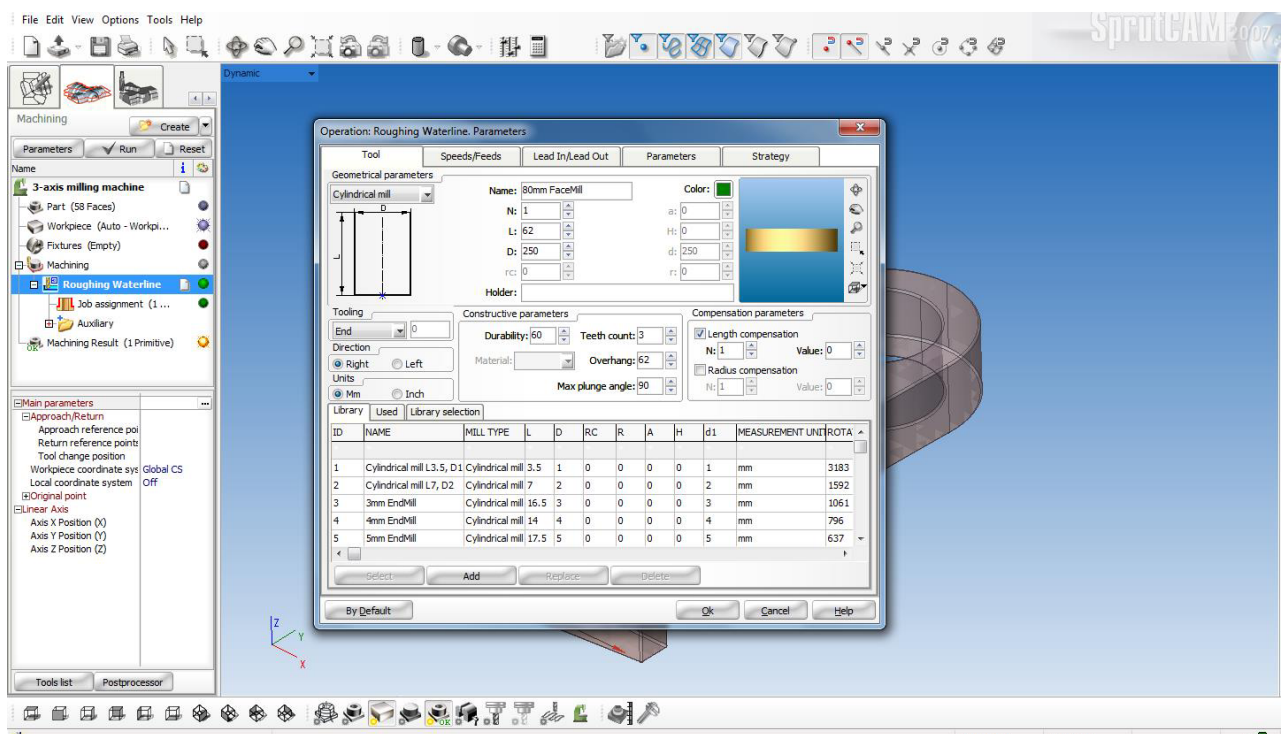 File Edit View Options Tools Help
SprutCAM 2007
Dynamic
Machining
Create
Parameters Run Reset
Name
3-axis milling machine
Part (58 Faces)
Workpiece (Auto - Workpi...
Fixtures (Empty)
Machining
Roughing Waterline
Job assignment (1 ...
Auxiliary
Machining Result (1 Primitive)
Main parameters ...
Approach/Return
Approach reference poi
Return reference points
Tool change position
Workpiece coordinate sys Global CS
Local coordinate system Off
Original point
Linear Axis
Axis X Position (X)
Axis Y Position (Y)
Axis Z Position (Z)
Tools list Postprocessor
Operation: Roughing Waterline. Parameters
Tool Speeds/Feeds Lead In/Lead Out Parameters Strategy
Geometrical parameters
Cylindrical mill
D
L
Name: 80mm FaceMill Color:
N: 1 a: 0
L: 62 H: 0
D: 250 d: 250
rc: 0 r: 0
Holder:
Tooling
End 0
Direction
Right Left
Units
Mm Inch
Constructive parameters
Durability: 60 Teeth count: 3
Material: Overhang: 62
Max plunge angle: 90
Compensation parameters
Length compensation
N: 1 Value: 0
Radius compensation
N: 1 Value: 0
Library Used Library selection
ID NAME MILL TYPE L D RC R A H d1 MEASUREMENT UNIT ROTA
1 Cylindrical mill L3.5, D1 Cylindrical mill 3.5 1 0 0 0 0 1 mm 3183
2 Cylindrical mill L7, D2 Cylindrical mill 7 2 0 0 0 0 2 mm 1592
3 3mm EndMill Cylindrical mill 16.5 3 0 0 0 0 3 mm 1061
4 4mm EndMill Cylindrical mill 14 4 0 0 0 0 4 mm 796
5 5mm EndMill Cylindrical mill 17.5 5 0 0 0 0 5 mm 637
Select Add Replace Delete
By Default Ok Cancel Help
Z
Y
X